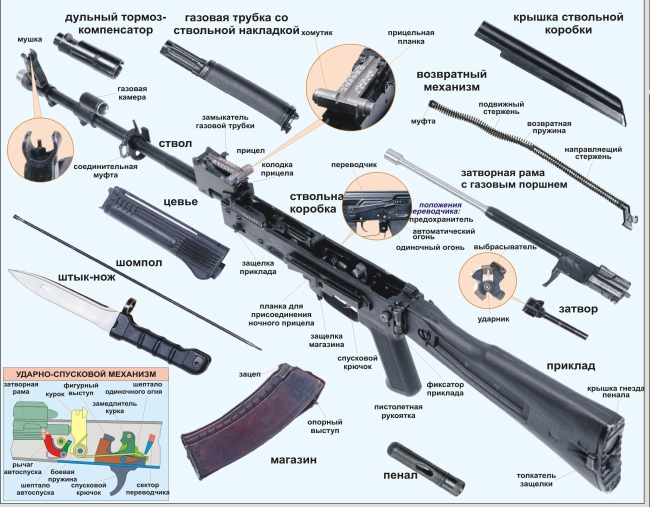 дульный тормоз-
компенсатор
газовая трубка со
ствольной накладкой
хомутик
прицельная
планка
крышка ствольной
коробки
мушка
газовая
камера
возвратный
механизм
подвижный
стержень
муфта
возвратная
пружина
направляющий
стержень
замыкатель
газовой трубки
ствол
прицел
колодка
прицела
соединительная
муфта
переводчик
затворная рама
с газовым поршнем
цевье
ствольна
коробка
положения
переводчика:
предохранитель
автоматический
огонь
одиночный огонь
выбрасыватель
шомпол
защелка
приклада
штык-нож
планка для
присоединения
ночного прицела
ударник
затвор
защелка
магазина
спусковой
крючок
приклад
фиксатор
приклада
крышка гнезда
пенала
пистолетная
рукоятка
зацеп
опорный
выступ
магазин
пенал
толкатель
защелки
УДАРНО-СПУСКОВОЙ МЕХАНИЗМ
затворная
рама
курок
фигурный
выступ
шептало
одиночного огня
замедлитель
курка
рычаг
автоспуска
боевая
пружина
шептало
автоспуска
спусковой
крючок
сектор
переводчика